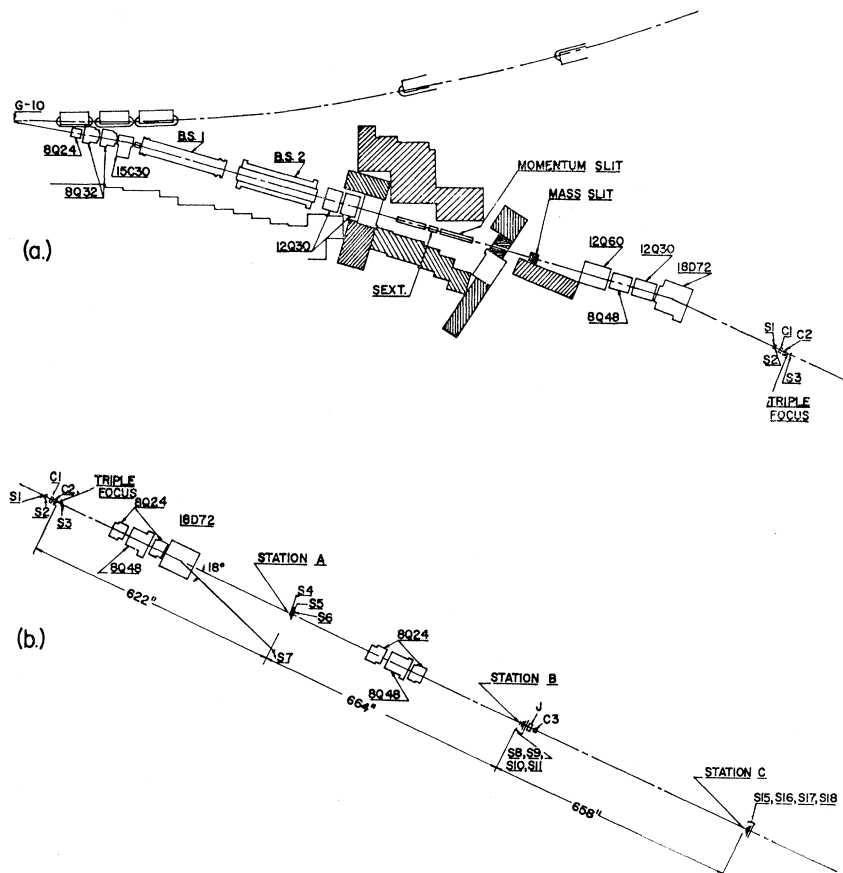 G-10
8Q24
8Q32
15C30
B.S. 1
B.S. 2
12Q30
MOMENTUM SLIT
MASS SLIT
SEXT.
12Q60
12Q30
18D72
8Q48
(a.)
S1
C1
C2
S2
S3
TRIPLE
FOCUS
S1
C1
C2
S2
S3
TRIPLE
FOCUS
8Q24
18D72
8Q48
18°
STATION A
S4
S5
S6
622"
S7
(b.)
8Q24
8Q48
664"
STATION B
J
C3
S8, S9,
S10, S11
STATION C
S15, S16, S17, S18
658"